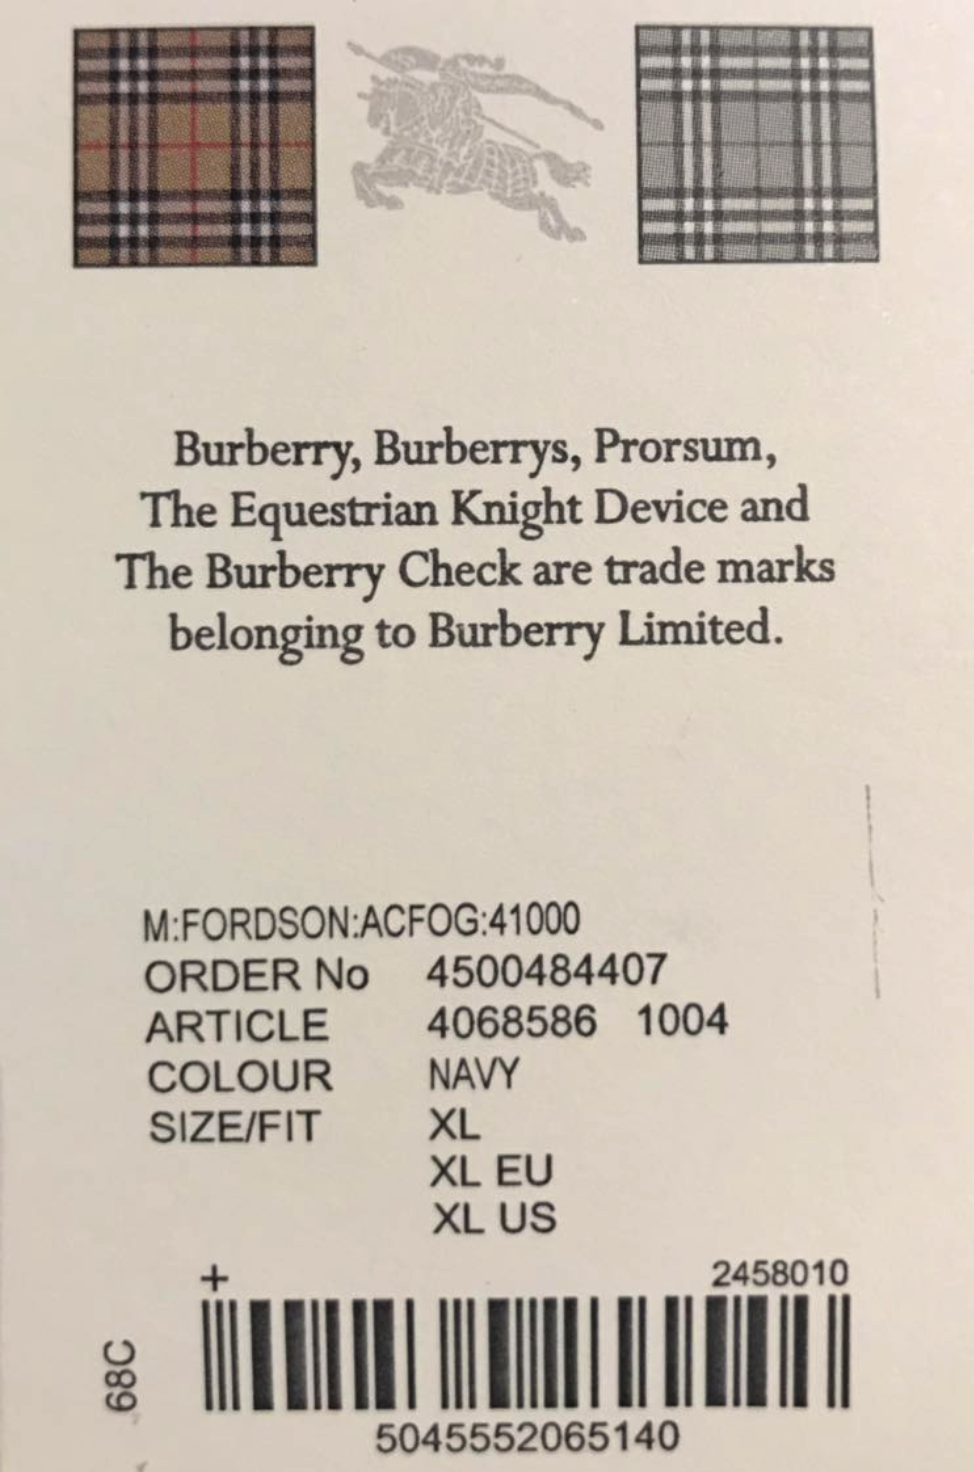 Burberry, Burberrys, Prorsum,
The Equestrian Knight Device and
The Burberry Check are trade marks
belonging to Burberry Limited.
M:FORDSON:ACFOG:41000
ORDER No 4500484407
ARTICLE 4068586 1004
COLOUR NAVY
SIZE/FIT XL
XL EU
XL US
+ 2458010
68C
5045552065140